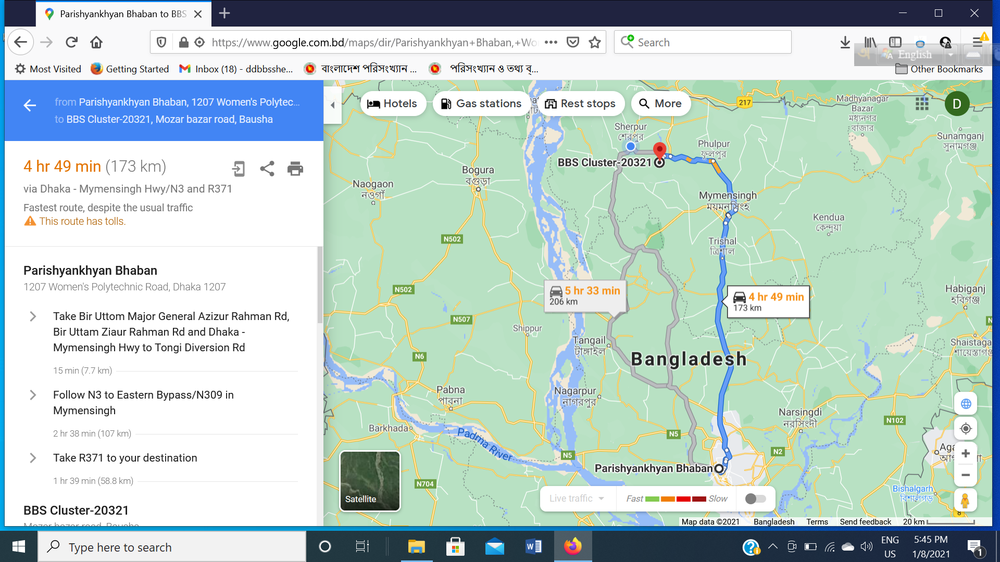 Parishyankhyan Bhaban to BBS
https://www.google.com.bd/maps/dir/Parishyankhyan+Bhaban,+Wo
Search
English
Most Visited
Getting Started
Inbox (18) - ddbbsshe...
বাংলাদেশ পরিসংখ্যান ...
পরিসংখ্যান ও তথ্য ব্...
Other Bookmarks
from Parishyankhyan Bhaban, 1207 Women's Polytec...
to BBS Cluster-20321, Mozar bazar road, Bausha
4 hr 49 min (173 km)
via Dhaka - Mymensingh Hwy/N3 and R371
Fastest route, despite the usual traffic
This route has tolls.
Parishyankhyan Bhaban
1207 Women's Polytechnic Road, Dhaka 1207
Take Bir Uttom Major General Azizur Rahman Rd,
Bir Uttam Ziaur Rahman Rd and Dhaka -
Mymensingh Hwy to Tongi Diversion Rd
15 min (7.7 km)
Follow N3 to Eastern Bypass/N309 in
Mymensingh
2 hr 38 min (107 km)
Take R371 to your destination
1 hr 39 min (58.8 km)
BBS Cluster-20321
Mozar bazar road, Bausha
Hotels
Gas stations
Rest stops
More
217
Madhyanagar
Bazar
মধ্যনগর
বাজার
D
Sherpur
শেরপুর
Phulpur
ফুলপুর
Sunamganj
সুনামগঞ্জ
BBS Cluster-20321
Bogura
বগুড়া
Naogaon
নওগাঁ
Mymensingh
ময়মনসিংহ
Kendua
কেন্দুয়া
N502
Trishal
ত্রিশাল
N502
5 hr 33 min
206 km
4 hr 49 min
173 km
Habiganj
হবিগঞ্জ
N507
Shippur
Tangail
টাঙ্গাইল
Shaistaga
শায়েস্তাগঞ্জ
N6
Bangladesh
Pabna
পাবনা
Nagarpur
নাগরপুর
Narsingdi
নরসিংদী
N102
Barkhada
Padma River
N5
N5
N2
Aga
Parishyankhyan Bhaban
N704
Bishalgarh
বিশালগড়
Satellite
Live traffic
Fast
Slow
8
Map data ©2021
Bangladesh
Terms
Send feedback
20 km
Type here to search
ENG
US
5:45 PM
1/8/2021
1